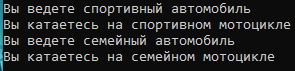 Вы ведете спортивный автомобиль
Вы катаетесь на спортивном мотоцикле
Вы ведете семейный автомобиль
Вы катаетесь на семейном мотоцикле